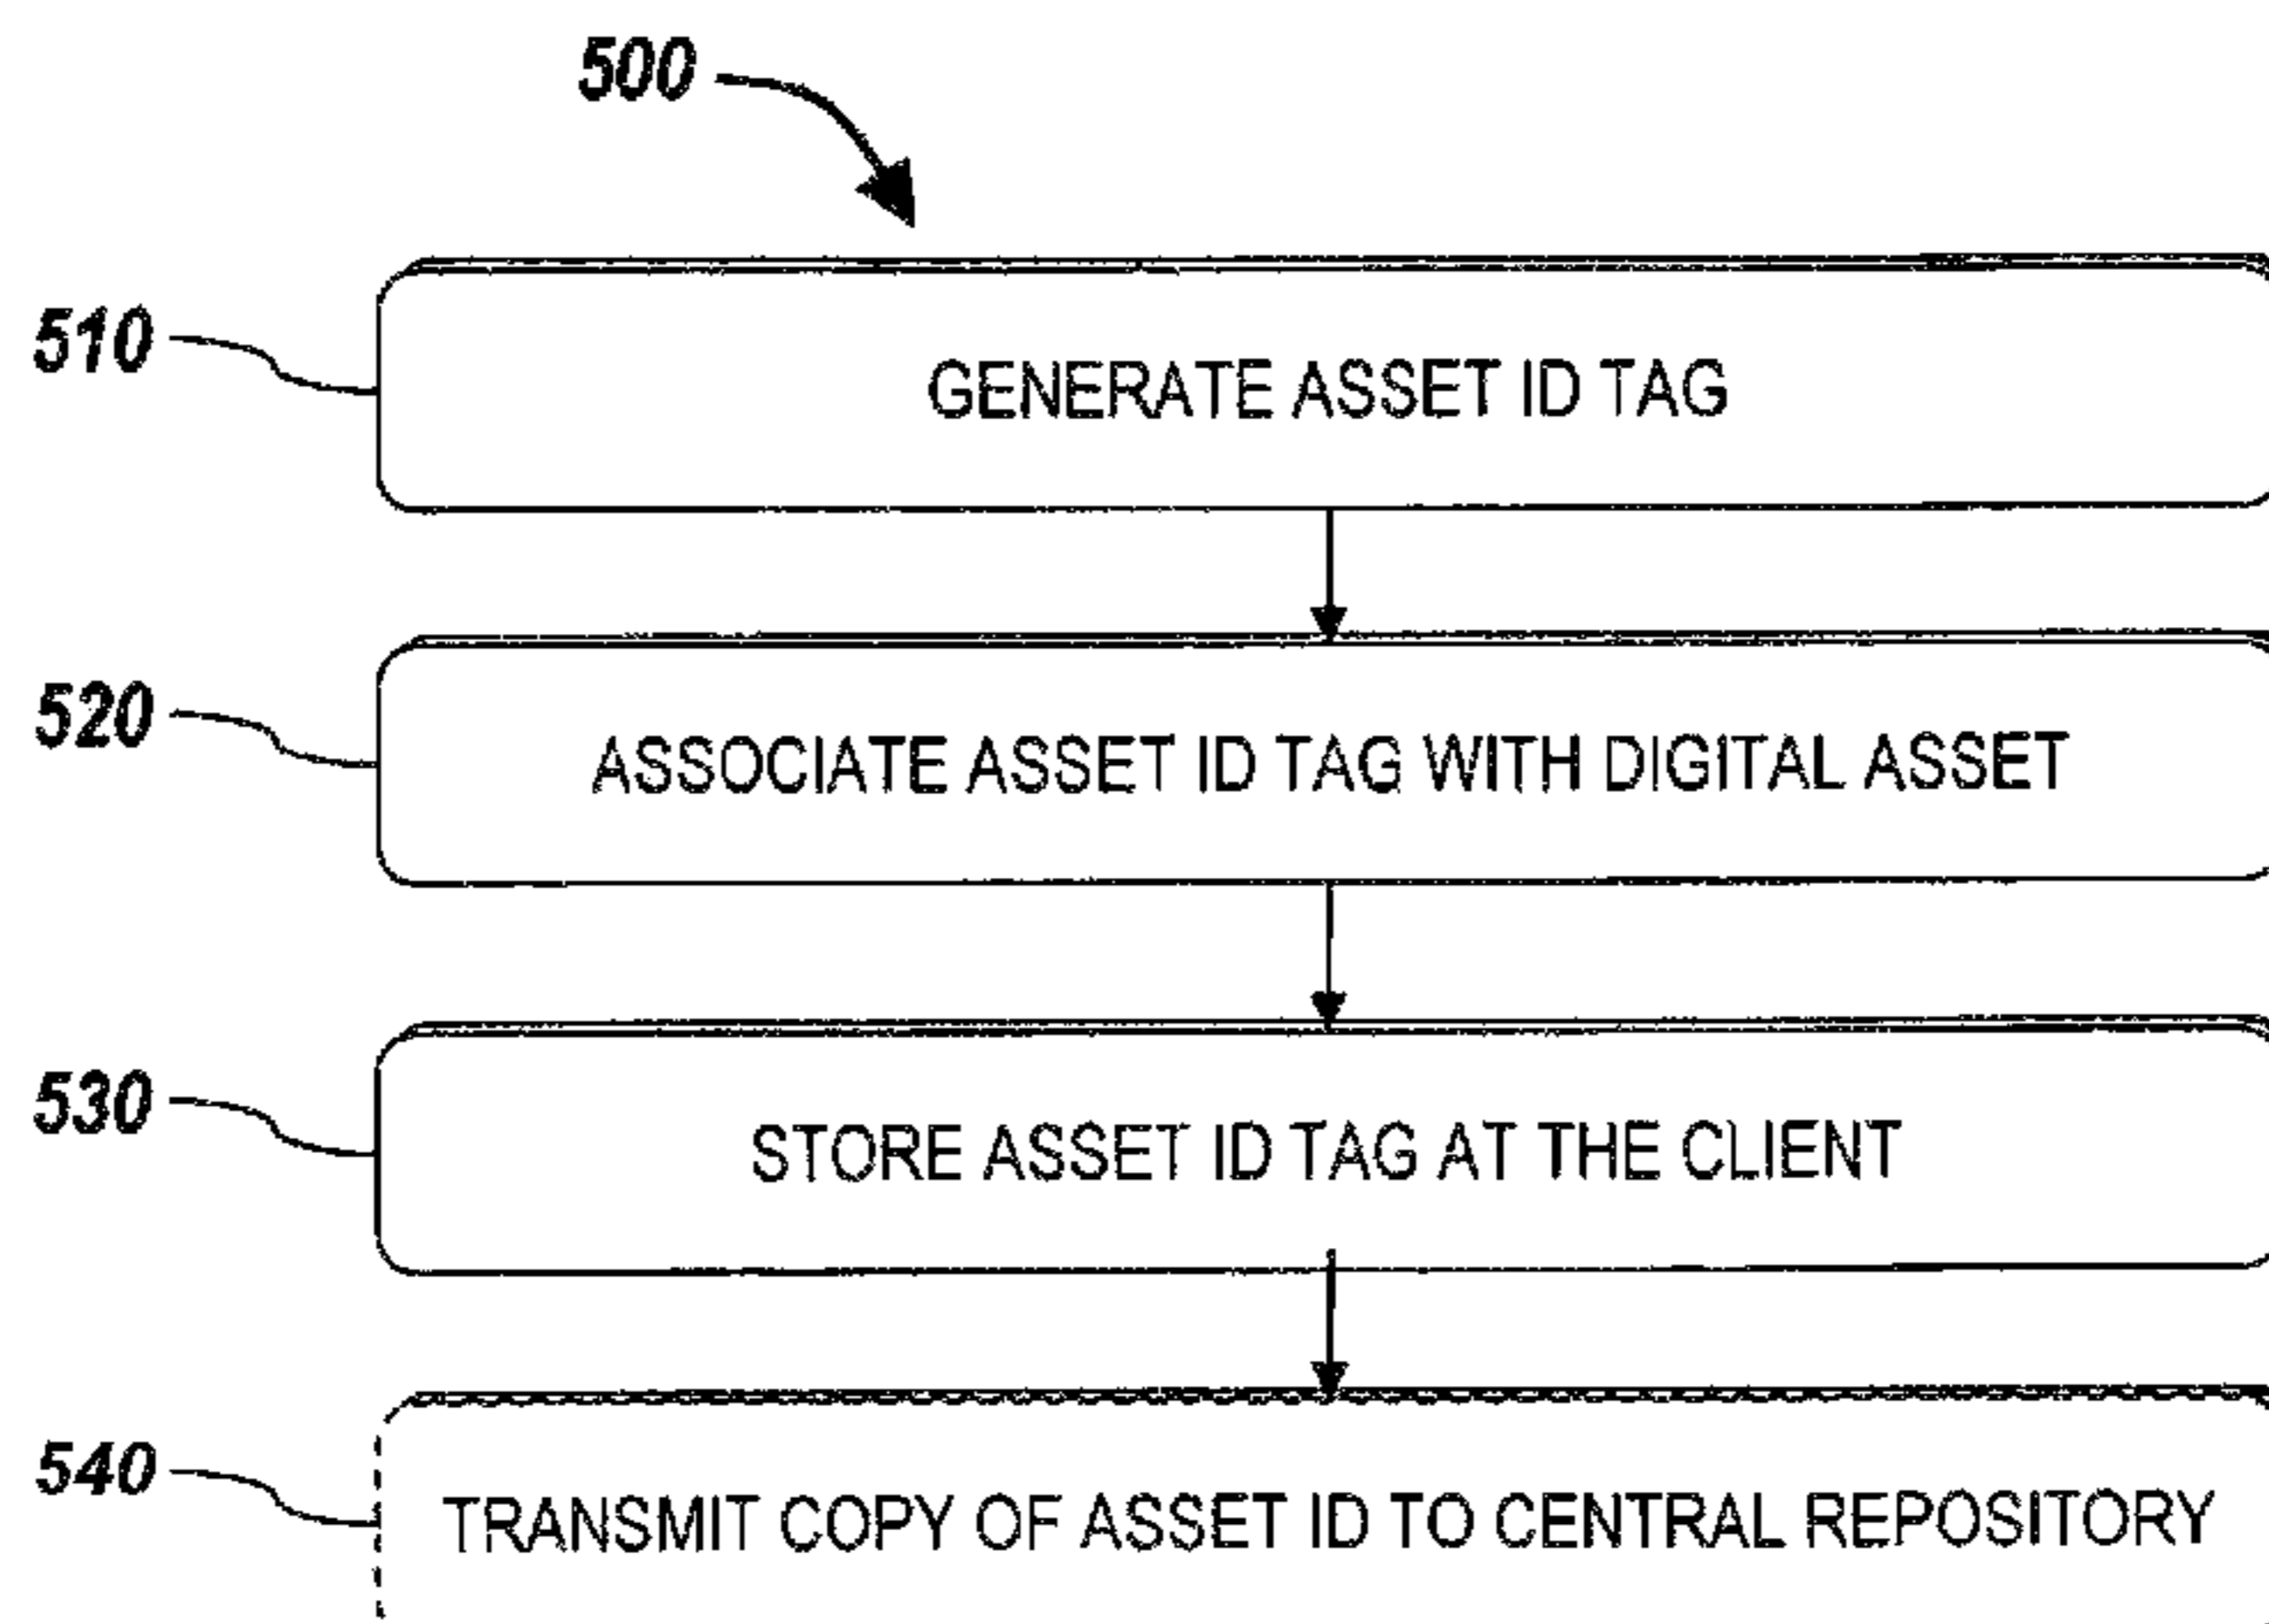 500
510
GENERATE ASSET ID TAG
520
ASSOCIATE ASSET ID TAG WITH DIGITAL ASSET
530
STORE ASSET ID TAG AT THE CLIENT
540
TRANSMIT COPY OF ASSET ID TO CENTRAL REPOSITORY